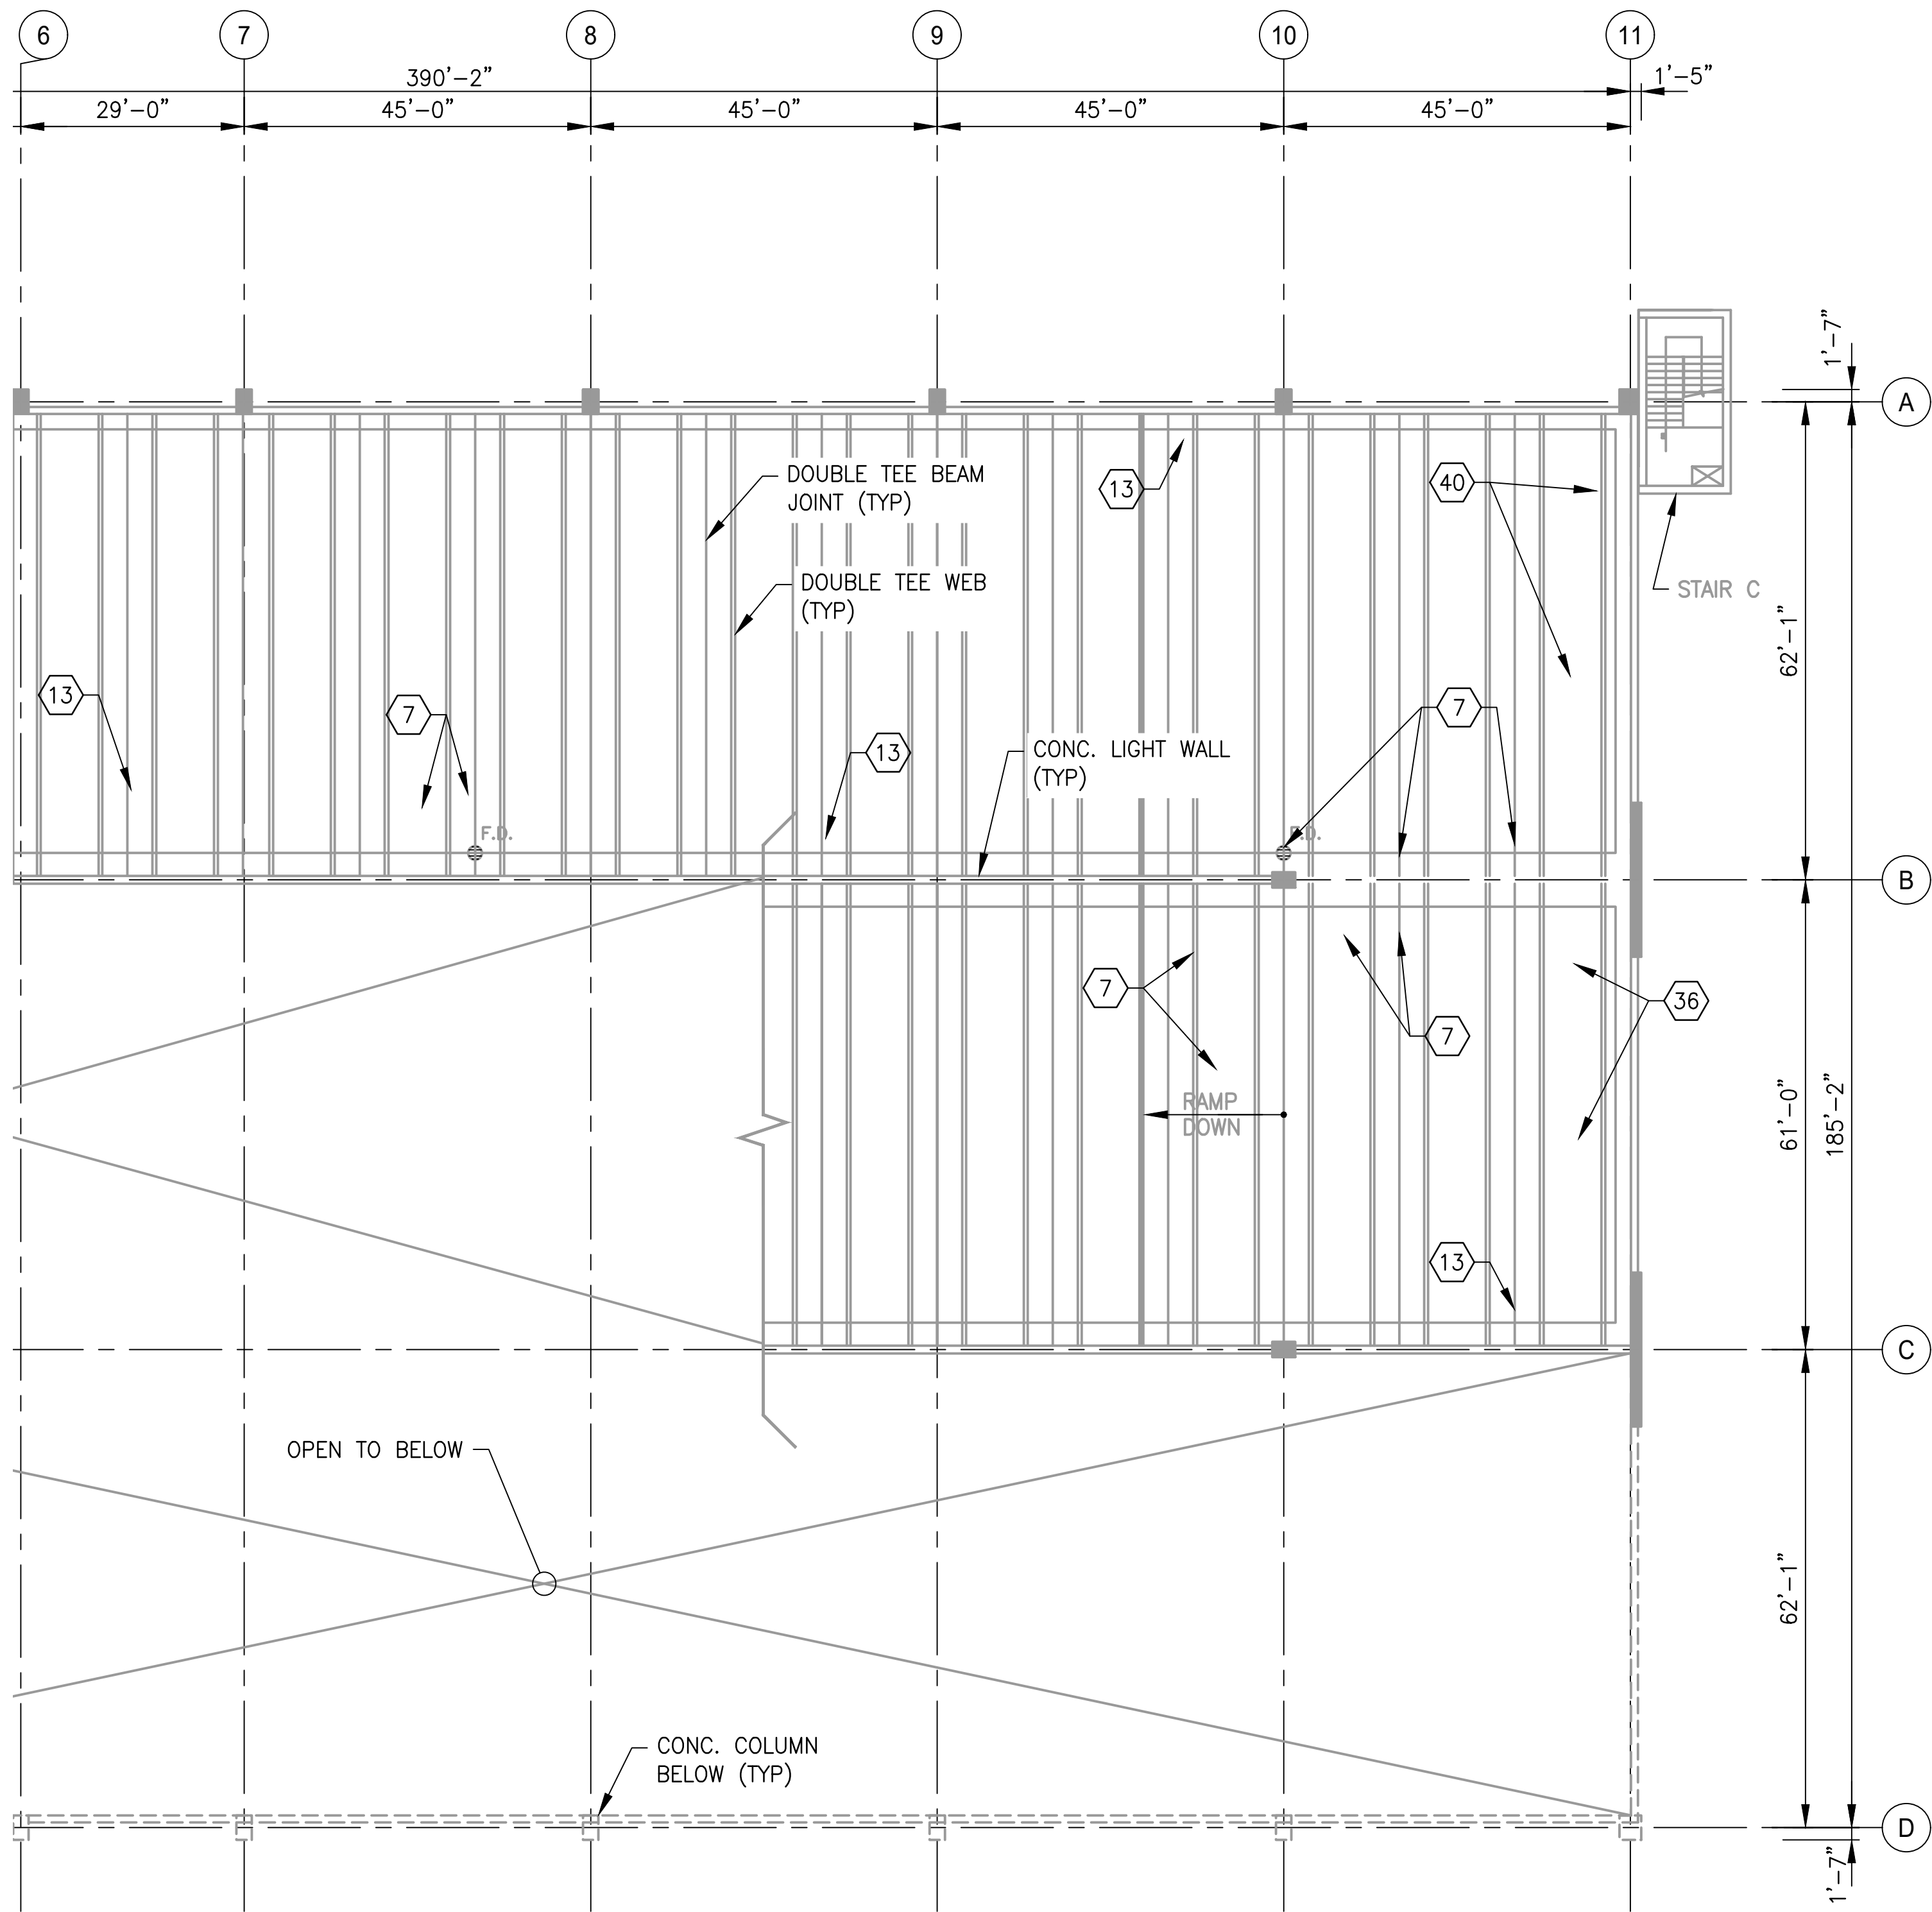 6
7
8
9
10
11
390'-2"
1'-5"
29'-0"
45'-0"
45'-0"
45'-0"
45'-0"
1'-7"
A
DOUBLE TEE BEAM
JOINT (TYP)
13
40
DOUBLE TEE WEB
(TYP)
STAIR C
62'-1"
13
7
13
CONC. LIGHT WALL
(TYP)
7
F.D.
F.D.
B
7
7
36
RAMP
DOWN
61'-0"
185'-2"
13
C
OPEN TO BELOW
62'-1"
CONC. COLUMN
BELOW (TYP)
D
1'-7"